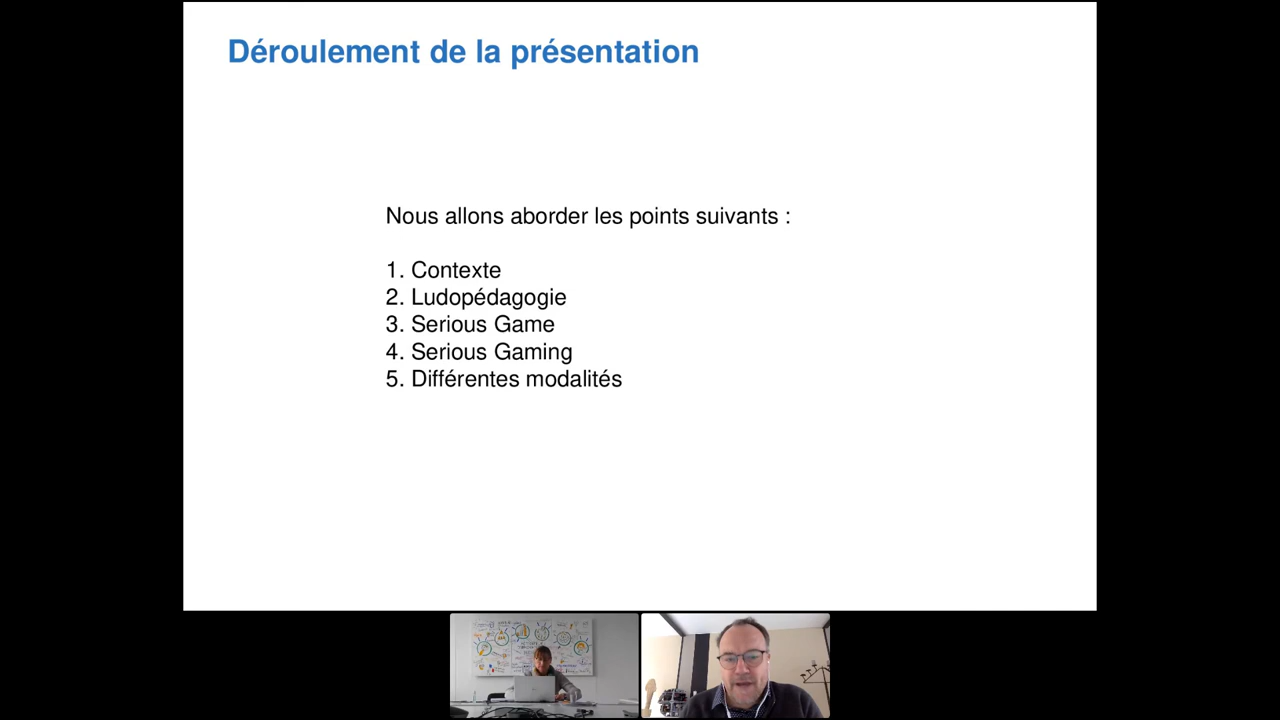 Déroulement de la présentation
Nous allons aborder les points suivants :
1. Contexte
2. Ludopédagogie
3. Serious Game
4. Serious Gaming
5. Différentes modalités